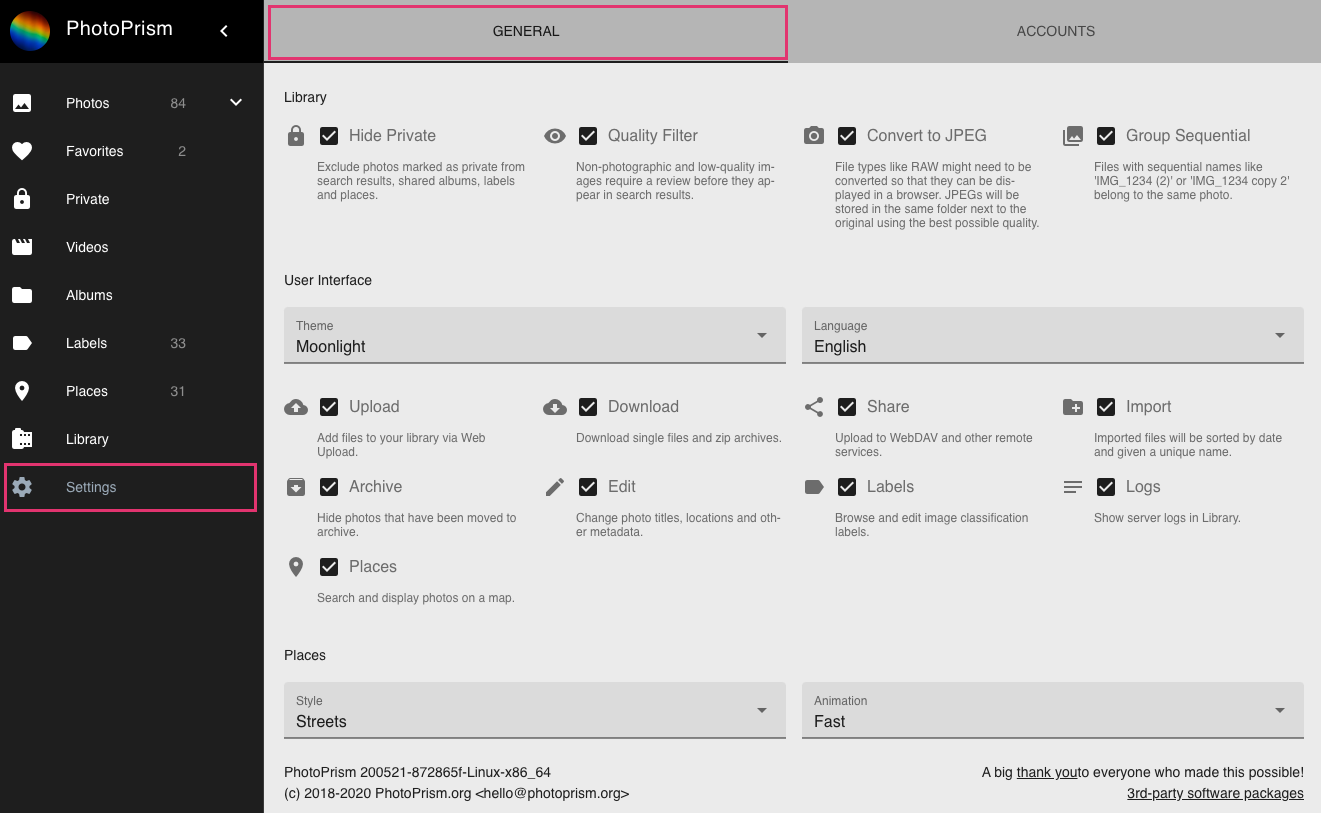 PhotoPrism
Photos 84
Favorites 2
Private
Videos
Albums
Labels 33
Places 31
Library
Settings
GENERAL
ACCOUNTS
Library
Hide Private
Exclude photos marked as private from
search results, shared albums, labels
and places.
Quality Filter
Non-photographic and low-quality im-
ages require a review before they ap-
pear in search results.
Convert to JPEG
File types like RAW might need to be
converted so that they can be dis-
played in a browser. JPEGs will be
stored in the same folder next to the
original using the best possible quality.
Group Sequential
Files with sequential names like
'IMG_1234 (2)' or 'IMG_1234 copy 2'
belong to the same photo.
User Interface
Theme
Moonlight
Language
English
Upload
Add files to your library via Web
Upload.
Download
Download single files and zip archives.
Share
Upload to WebDAV and other remote
services.
Import
Imported files will be sorted by date
and given a unique name.
Archive
Hide photos that have been moved to
archive.
Edit
Change photo titles, locations and oth-
er metadata.
Labels
Browse and edit image classification
labels.
Logs
Show server logs in Library.
Places
Search and display photos on a map.
Places
Style
Streets
Animation
Fast
PhotoPrism 200521-872865f-Linux-x86_64
(c) 2018-2020 PhotoPrism.org <hello@photoprism.org>
A big thank youto everyone who made this possible!
3rd-party software packages